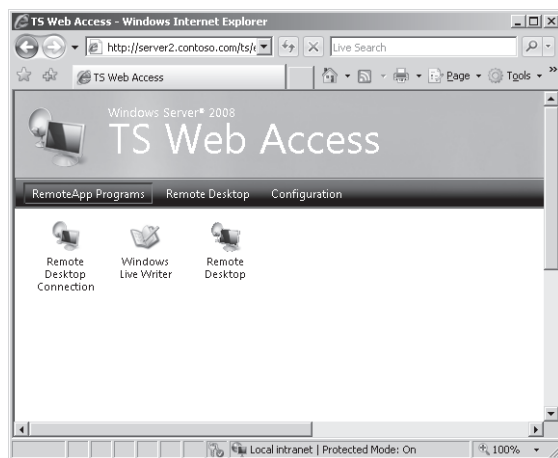 TS Web Access - Windows Internet Explorer
http://server2.contoso.com/ts/
Live Search
TS Web Access
Page
Tools
»
Windows Server® 2008
TS Web Access
RemoteApp Programs
Remote Desktop
Configuration
Remote Desktop Connection
Windows Live Writer
Remote Desktop
Local intranet | Protected Mode: On
100%